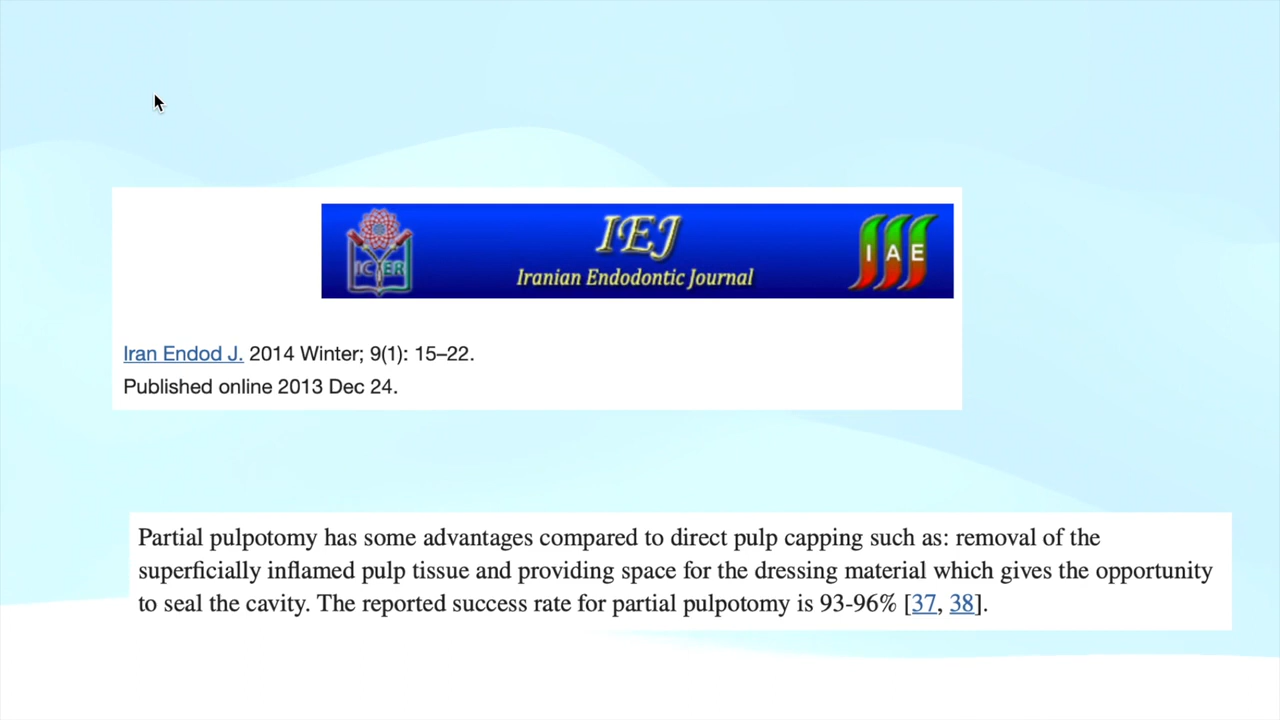 IEJ
Iranian Endodontic Journal
ICER
IAE
Iran Endod J. 2014 Winter; 9(1): 15–22.
Published online 2013 Dec 24.
Partial pulpotomy has some advantages compared to direct pulp capping such as: removal of the
superficially inflamed pulp tissue and providing space for the dressing material which gives the opportunity
to seal the cavity. The reported success rate for partial pulpotomy is 93-96% [37, 38].